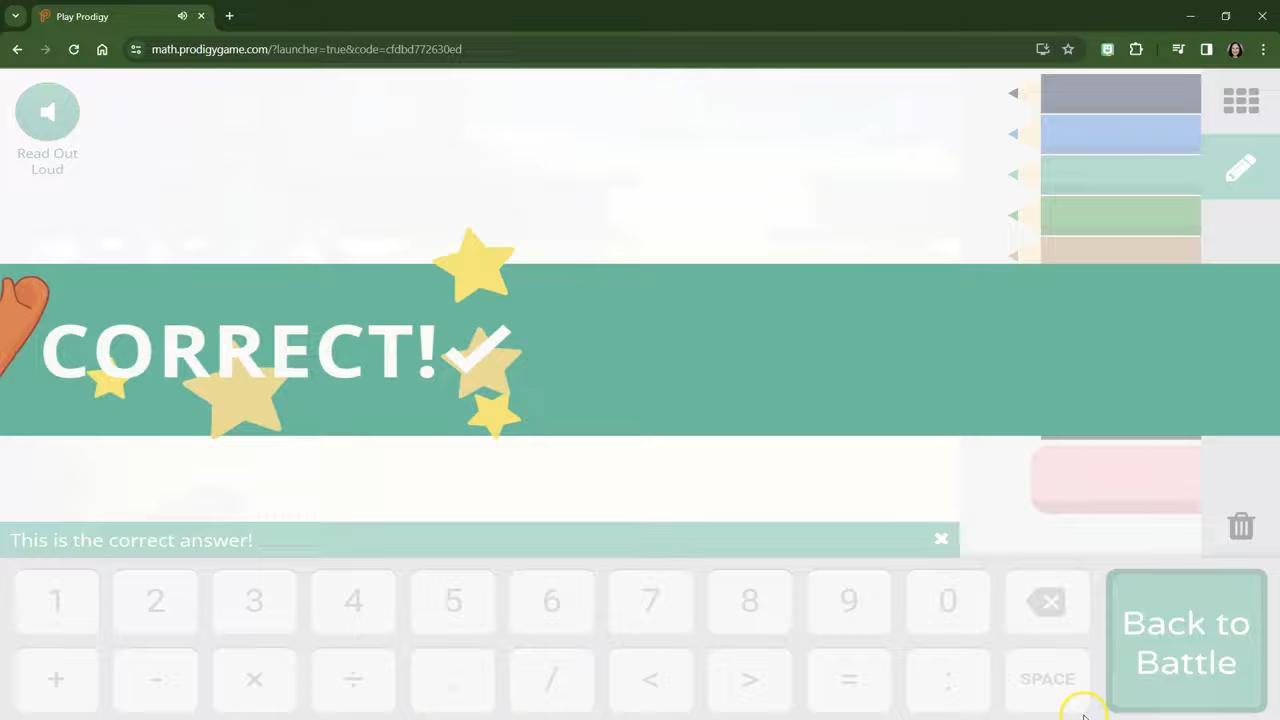 Play Prodigy
math.prodigygame.com/?launcher=true&code=cfdbd772630ed
Read Out
Loud
CORRECT!
This is the correct answer!
1 2 3 4 5 6 7 8 9 0
+ - × ÷ . / < > = : SPACE
Back to
Battle